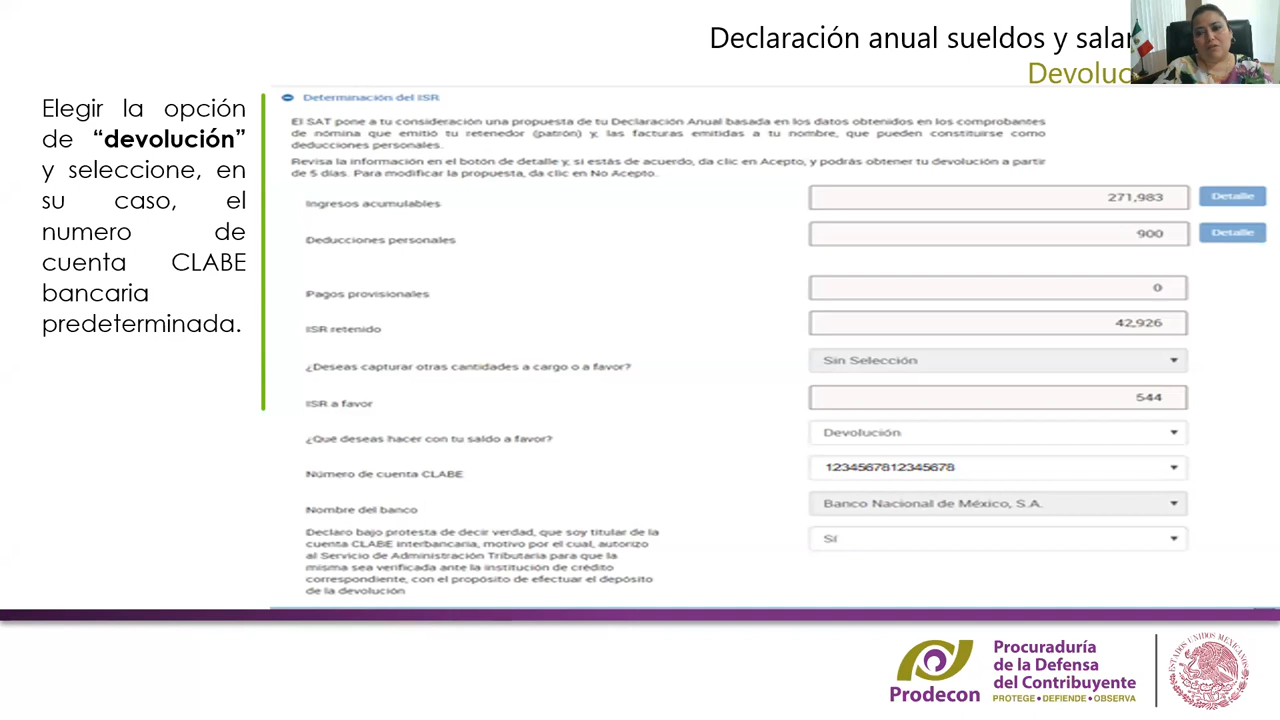 Declaración anual sueldos y salar
Devoluc
Elegir la opción
de “devolución”
y seleccione, en
su caso, el
numero de
cuenta CLABE
bancaria
predeterminada.
Determinación del ISR
El SAT pone a tu consideración una propuesta de tu Declaración Anual basada en los datos obtenidos en los comprobantes
de nómina que emitió tu retenedor (patrón) y, las facturas emitidas a tu nombre, que pueden constituirse como
deducciones personales.
Revisa la información en el botón de detalle y, si estás de acuerdo, da clic en Acepto, y podrás obtener tu devolución a partir
de 5 días. Para modificar la propuesta, da clic en No Acepto.
Ingresos acumulables 271,983 Detalle
Deducciones personales 900 Detalle
Pagos provisionales 0
ISR retenido 42,926
¿Deseas capturar otras cantidades a cargo o a favor? Sin Selección
ISR a favor 544
¿Qué deseas hacer con tu saldo a favor? Devolución
Número de cuenta CLABE 1234567812345678
Nombre del banco Banco Nacional de México, S.A.
Declaro bajo protesta de decir verdad, que soy titular de la Sí
cuenta CLABE interbancaria, motivo por el cual, autorizo
al Servicio de Administración Tributaria para que la
misma sea verificada ante la institución de crédito
correspondiente, con el propósito de efectuar el depósito
de la devolución
Prodecon
Procuraduría
de la Defensa
del Contribuyente
PROTEGE • DEFIENDE • OBSERVA
ESTADOS UNIDOS MEXICANOS